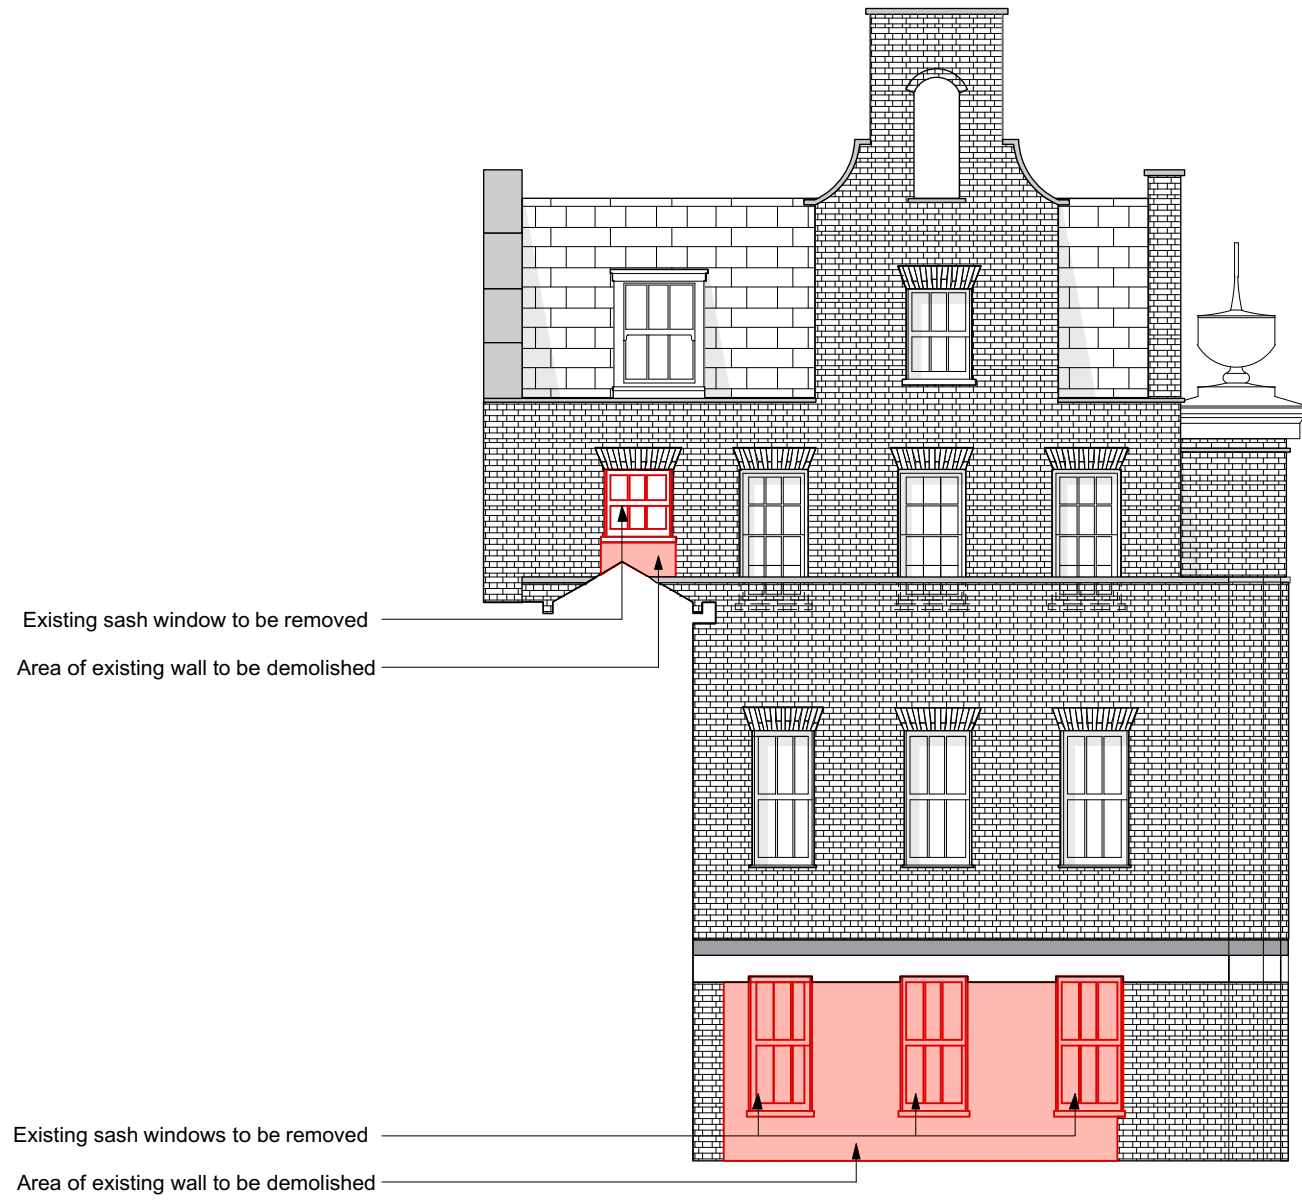 Existing sash window to be removed
Area of existing wall to be demolished
Existing sash windows to be removed
Area of existing wall to be demolished